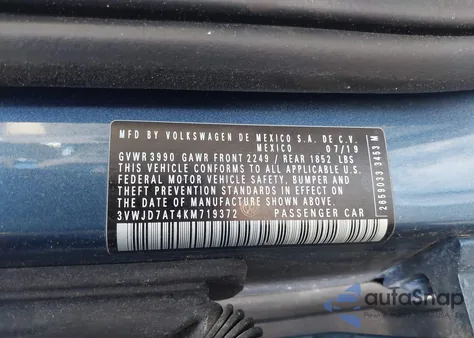 MFD BY VOLKSWAGEN DE MEXICO S.A. DE C.V.
MEXICO 07/19
GVWR 3990 GAWR FRONT 2249 / REAR 1852 LBS
THIS VEHICLE CONFORMS TO ALL APPLICABLE U.S.
FEDERAL MOTOR VEHICLE SAFETY, BUMPER AND
THEFT PREVENTION STANDARDS IN EFFECT ON
THE DATE OF MANUFACTURE SHOWN ABOVE.
3VWJD7AT4KM719372 PASSENGER CAR
2659033 3453 M
autoSnap